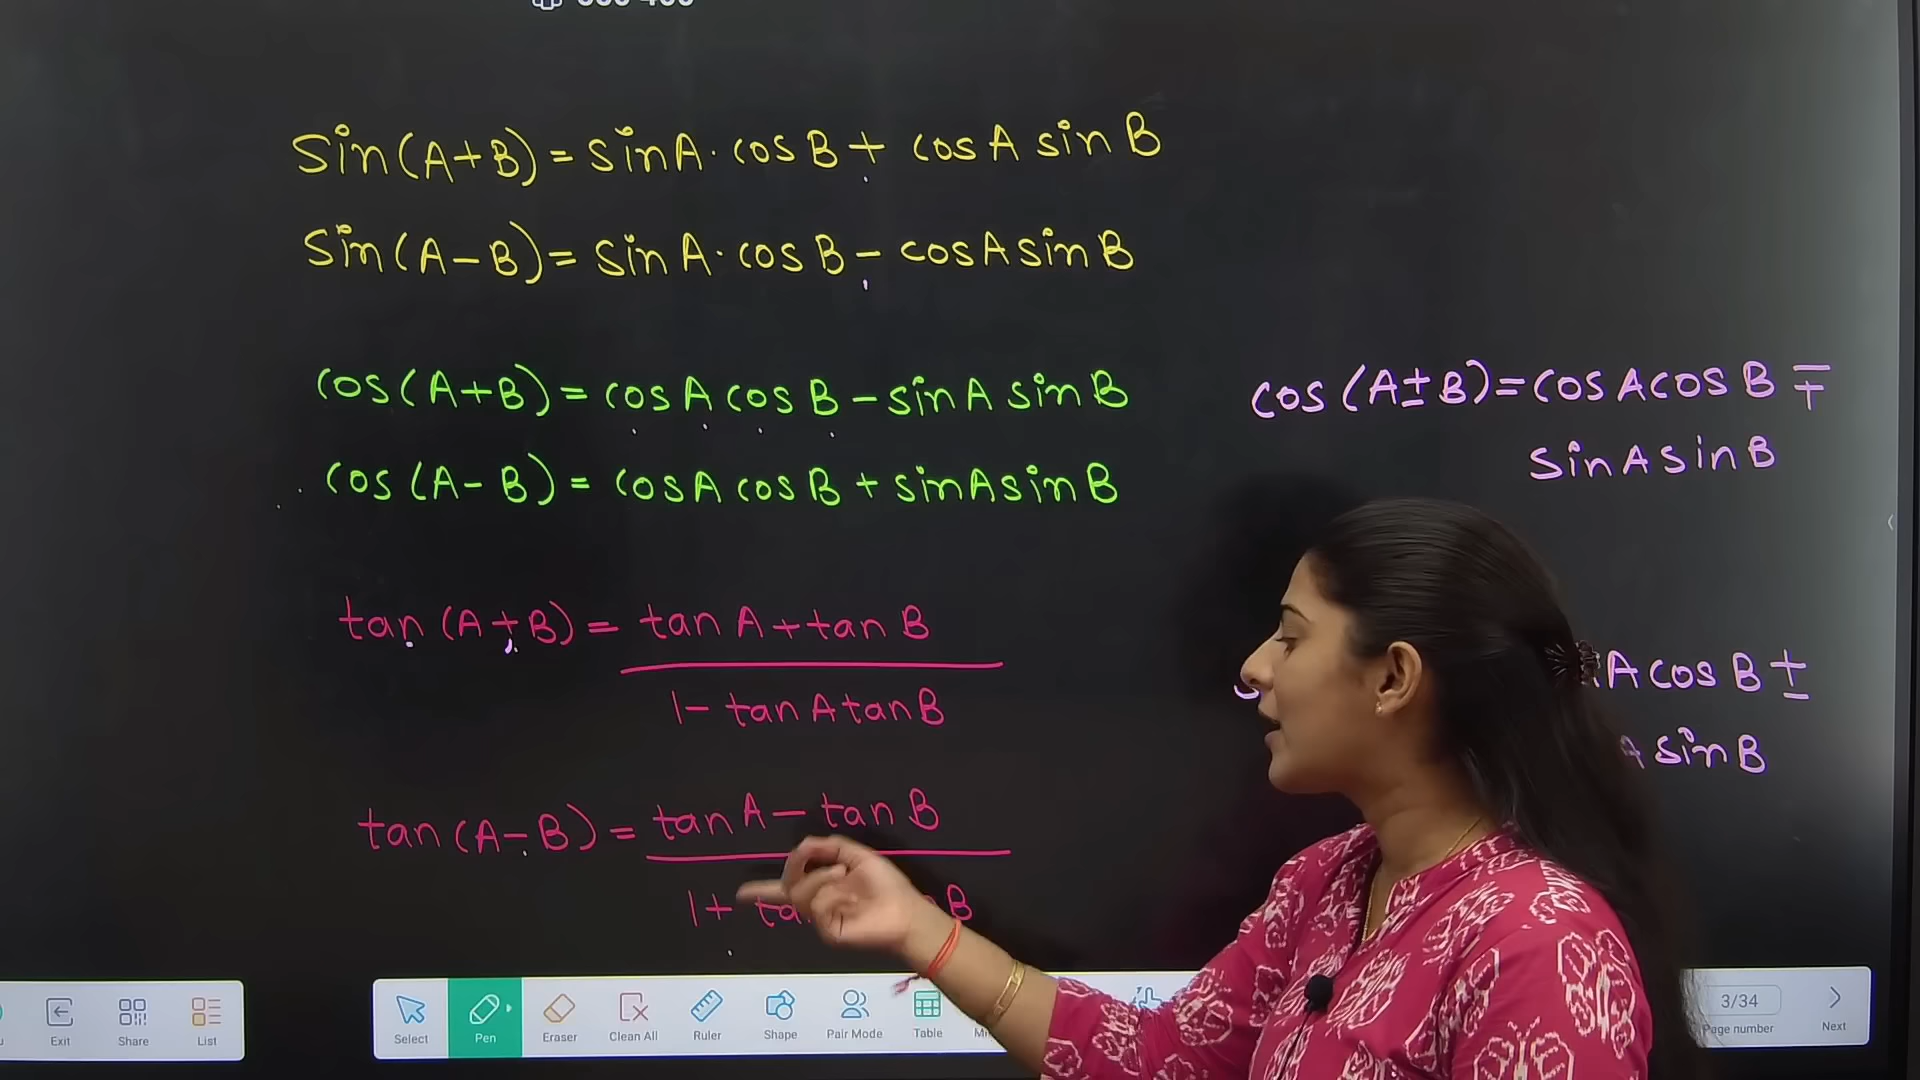 sin(A+B) = sinA·cosB + cosA sinB
sin(A−B) = sinA·cosB − cosA sinB
cos(A+B) = cosA cosB − sinA sinB
cos(A−B) = cosA cosB + sinA sinB
cos(A±B) = cosA cosB ∓
sinA sinB
tan(A+B) = tanA + tanB
1 − tanA tanB
A cosB ±
sinB
tan(A−B) = tanA − tanB
1 + B
Exit Share List
Select Pen Eraser Clean All Ruler Shape Pair Mode Table
3/34
Page number Next